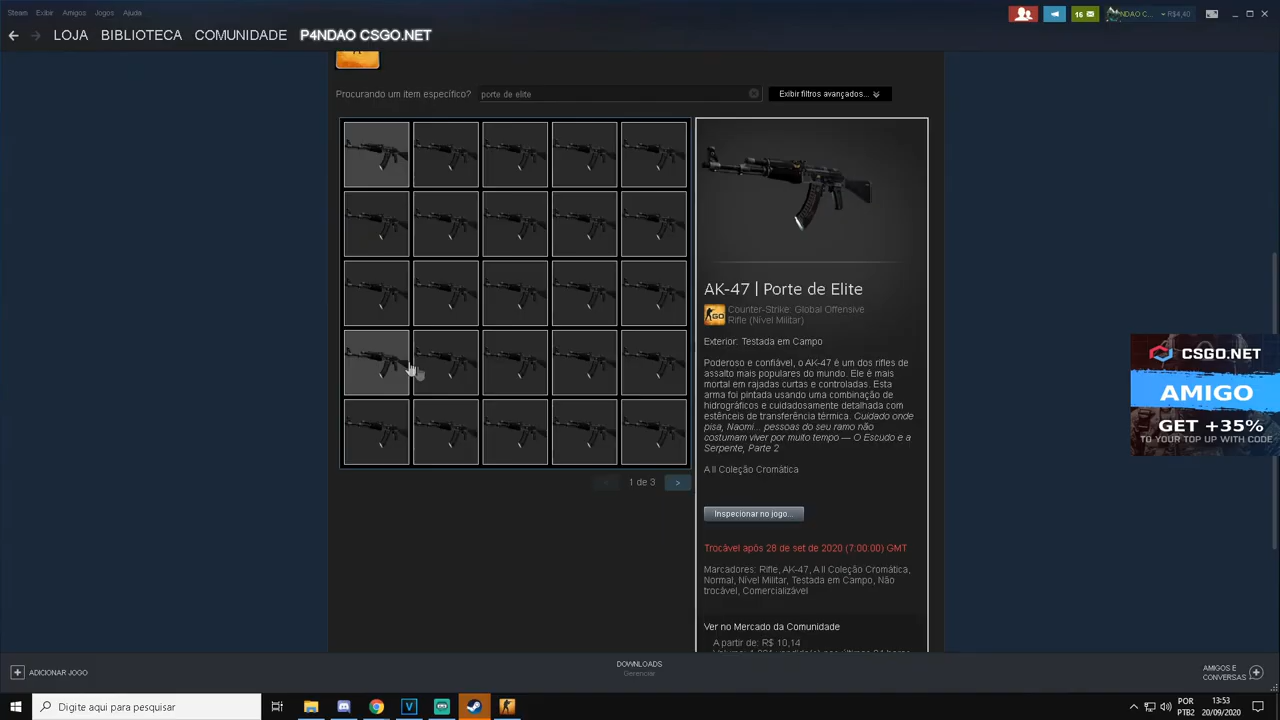 Steam Exibir Amigos Jogos Ajuda
16
P4NDAO C...
R$4,40
LOJA BIBLIOTECA COMUNIDADE P4NDAO CSGO.NET
Procurando um item específico?
porte de elite
Exibir filtros avançados...
AK-47 | Porte de Elite
GO
Counter-Strike: Global Offensive
Rifle (Nível Militar)
Exterior: Testada em Campo
Poderoso e confiável, o AK-47 é um dos rifles de
assalto mais populares do mundo. Ele é mais
mortal em rajadas curtas e controladas. Esta
arma foi pintada usando uma combinação de
hidrográficos e cuidadosamente detalhada com
estênceis de transferência térmica. Cuidado onde
pisa, Naomi... pessoas do seu ramo não
costumam viver por muito tempo — O Escudo e a
Serpente, Parte 2
A II Coleção Cromática
1 de 3
>
Inspecionar no jogo...
Trocável após 28 de set de 2020 (7:00:00) GMT
Marcadores: Rifle, AK-47, A II Coleção Cromática,
Normal, Nível Militar, Testada em Campo, Não
trocável, Comercializável
Ver no Mercado da Comunidade
A partir de: R$ 10,14
CSGO.NET
AMIGO
GET +35%
TO YOUR TOP UP WITH CODE
ADICIONAR JOGO
DOWNLOADS
Gerenciar
AMIGOS E
CONVERSAS
Digite aqui para pesquisar
POR
PTB2
13:53
20/09/2020